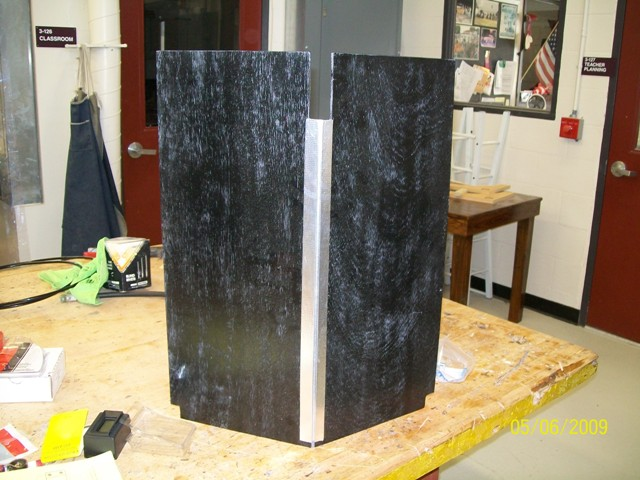 3-126
CLASSROOM
3-127
TEACHER
PLANNING
05/06/2009